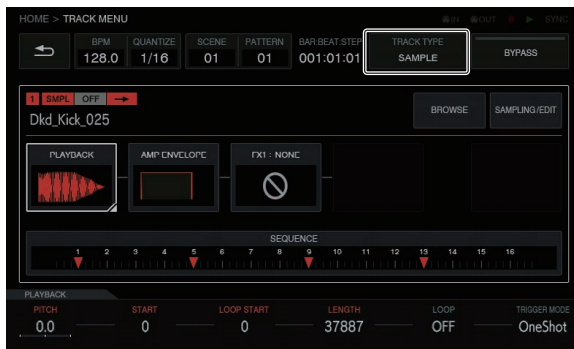 HOME > TRACK MENU
IN OUT SYNC
BPM QUANTIZE SCENE PATTERN BAR:BEAT:STEP TRACK TYPE
128.0 1/16 01 01 001:01:01 SAMPLE BYPASS
1 SMPL OFF
Dkd_Kick_025
BROWSE SAMPLING/EDIT
PLAYBACK AMP ENVELOPE FX1 : NONE
SEQUENCE
1 2 3 4 5 6 7 8 9 10 11 12 13 14 15 16
PLAYBACK
PITCH START LOOP START LENGTH LOOP TRIGGER MODE
0.0 0 0 37887 OFF OneShot